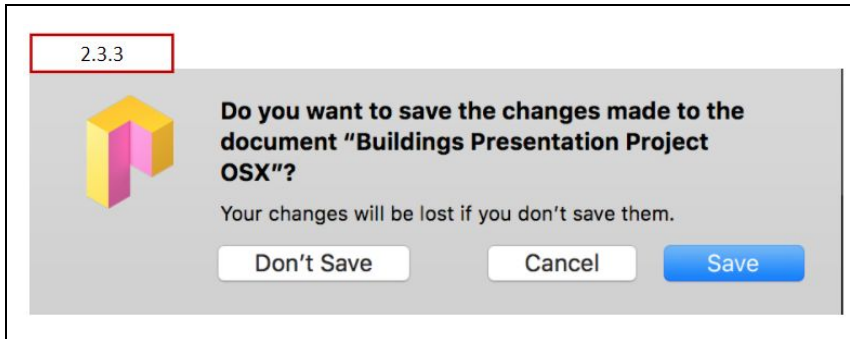 2.3.3
Do you want to save the changes made to the
document “Buildings Presentation Project
OSX”?
Your changes will be lost if you don’t save them.
Don’t Save
Cancel
Save